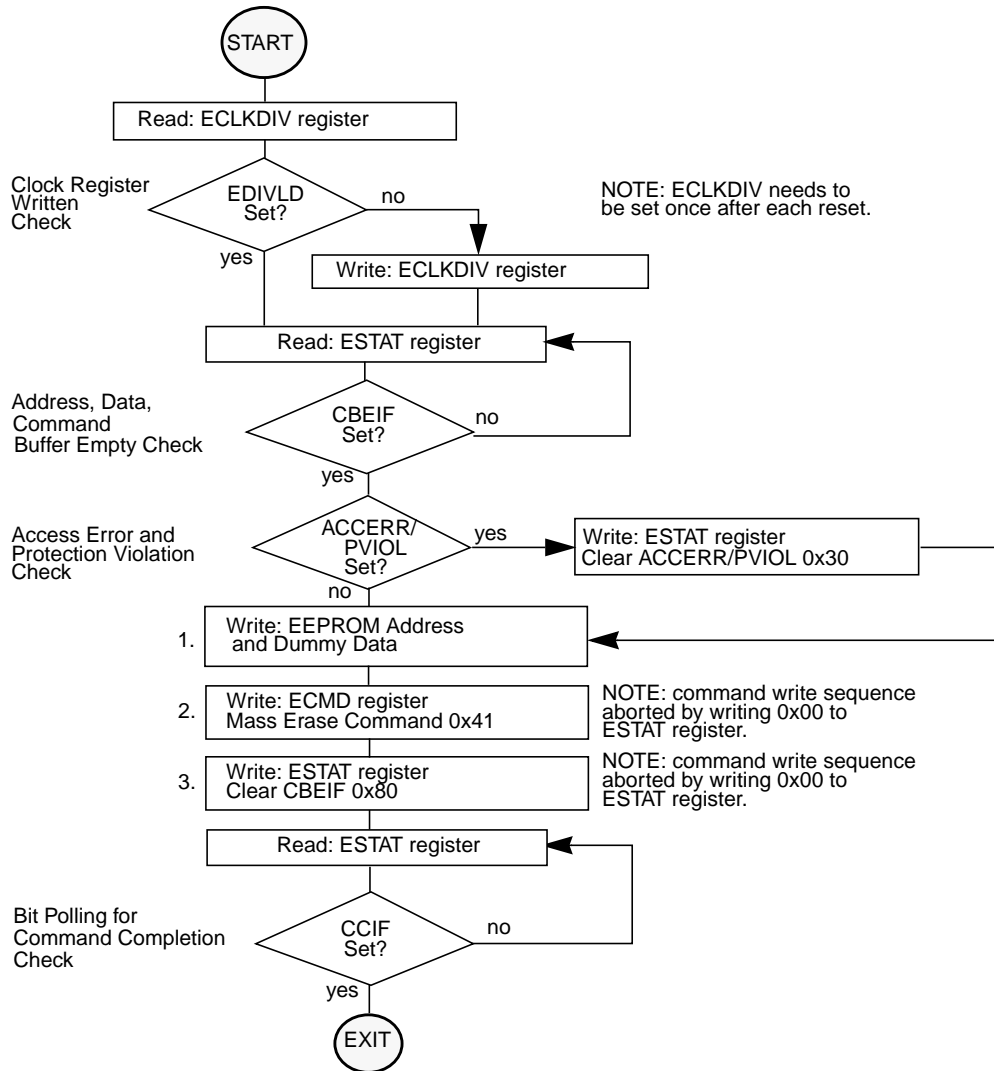 START
Read: ECLKDIV register
Clock Register
Written
Check
EDIVLD
Set?
no
yes
NOTE: ECLKDIV needs to
be set once after each reset.
Write: ECLKDIV register
Read: ESTAT register
Address, Data,
Command
Buffer Empty Check
CBEIF
Set?
no
yes
Access Error and
Protection Violation
Check
ACCERR/
PVIOL
Set?
yes
no
Write: ESTAT register
Clear ACCERR/PVIOL 0x30
1.
Write: EEPROM Address
and Dummy Data
2.
Write: ECMD register
Mass Erase Command 0x41
NOTE: command write sequence
aborted by writing 0x00 to
ESTAT register.
3.
Write: ESTAT register
Clear CBEIF 0x80
NOTE: command write sequence
aborted by writing 0x00 to
ESTAT register.
Read: ESTAT register
Bit Polling for
Command Completion
Check
CCIF
Set?
no
yes
EXIT